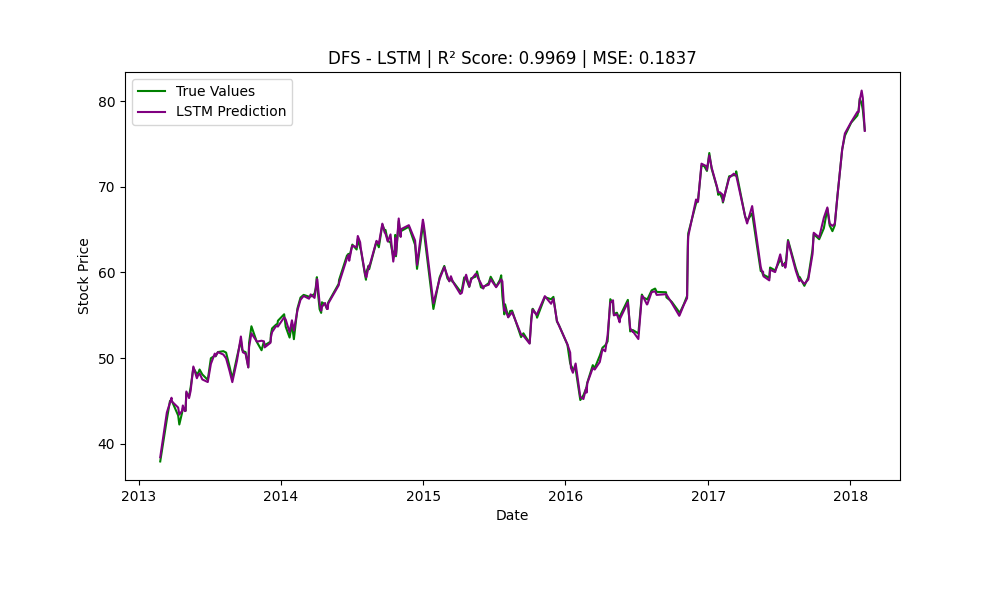 DFS - LSTM | R² Score: 0.9969 | MSE: 0.1837
True Values
LSTM Prediction
Stock Price
80
70
60
50
40
2013 2014 2015 2016 2017 2018
Date